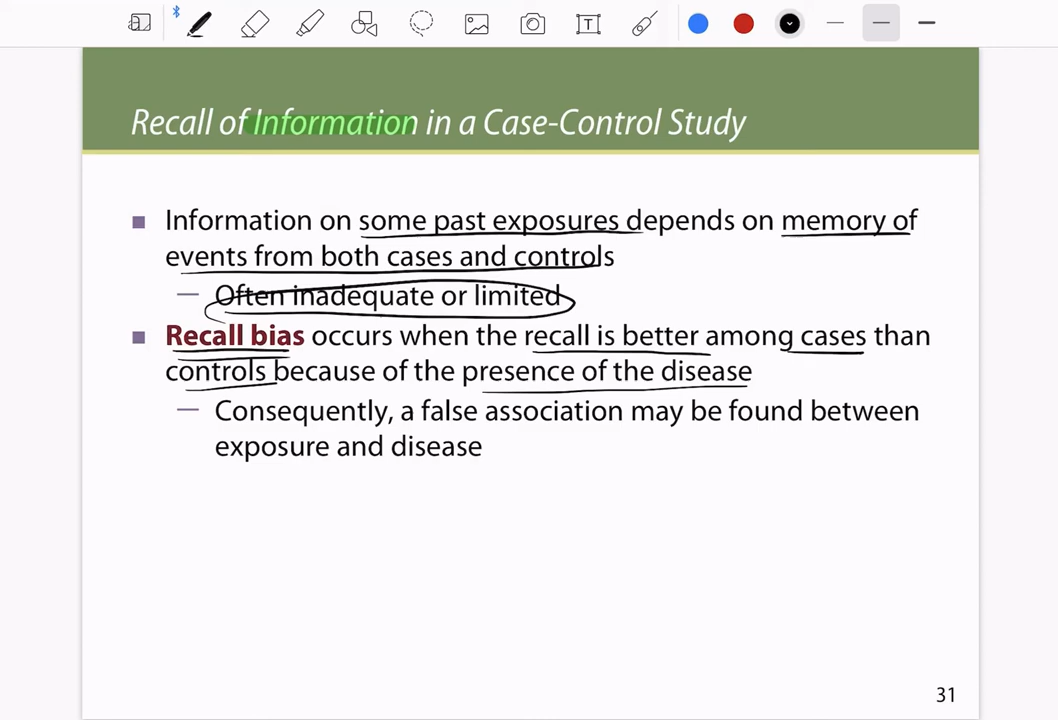 Recall of Information in a Case-Control Study
Information on some past exposures depends on memory of
events from both cases and controls
— Often inadequate or limited
Recall bias occurs when the recall is better among cases than
controls because of the presence of the disease
— Consequently, a false association may be found between
exposure and disease
31